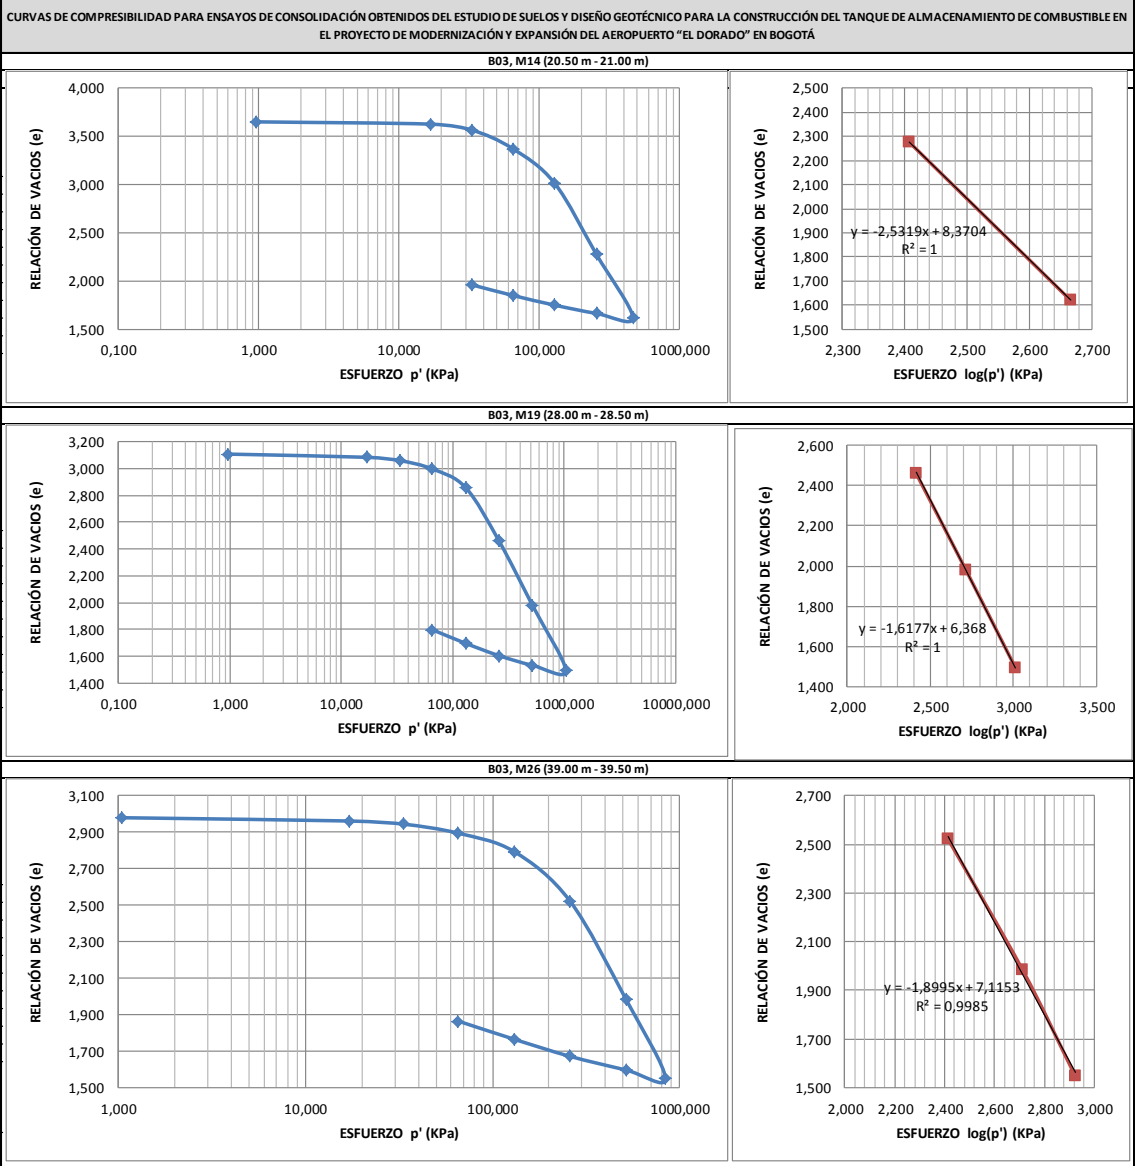 CURVAS DE COMPRESIBILIDAD PARA ENSAYOS DE CONSOLIDACIÓN OBTENIDOS DEL ESTUDIO DE SUELOS Y DISEÑO GEOTÉCNICO PARA LA CONSTRUCCIÓN DEL TANQUE DE ALMACENAMIENTO DE COMBUSTIBLE EN
EL PROYECTO DE MODERNIZACIÓN Y EXPANSIÓN DEL AEROPUERTO “EL DORADO” EN BOGOTÁ
B03, M14 (20.50 m - 21.00 m)
RELACIÓN DE VACIOS (e)
4,000
3,500
3,000
2,500
2,000
1,500
0,100 1,000 10,000 100,000 1000,000
ESFUERZO p' (KPa)
RELACIÓN DE VACIOS (e)
2,500
2,400
2,300
2,200
2,100
2,000
1,900
1,800
1,700
1,600
1,500
y = -2,5319x + 8,3704
R² = 1
2,300 2,400 2,500 2,600 2,700
ESFUERZO log(p') (KPa)
B03, M19 (28.00 m - 28.50 m)
RELACIÓN DE VACIOS (e)
3,200
3,000
2,800
2,600
2,400
2,200
2,000
1,800
1,600
1,400
0,100 1,000 10,000 100,000 1000,000 10000,000
ESFUERZO p' (KPa)
RELACIÓN DE VACIOS (e)
2,600
2,400
2,200
2,000
1,800
1,600
1,400
y = -1,6177x + 6,368
R² = 1
2,000 2,500 3,000 3,500
ESFUERZO log(p') (KPa)
B03, M26 (39.00 m - 39.50 m)
RELACIÓN DE VACIOS (e)
3,100
2,900
2,700
2,500
2,300
2,100
1,900
1,700
1,500
1,000 10,000 100,000 1000,000
ESFUERZO p' (KPa)
RELACIÓN DE VACIOS (e)
2,700
2,500
2,300
2,100
1,900
1,700
1,500
y = -1,8995x + 7,1153
R² = 0,9985
2,000 2,200 2,400 2,600 2,800 3,000
ESFUERZO log(p') (KPa)